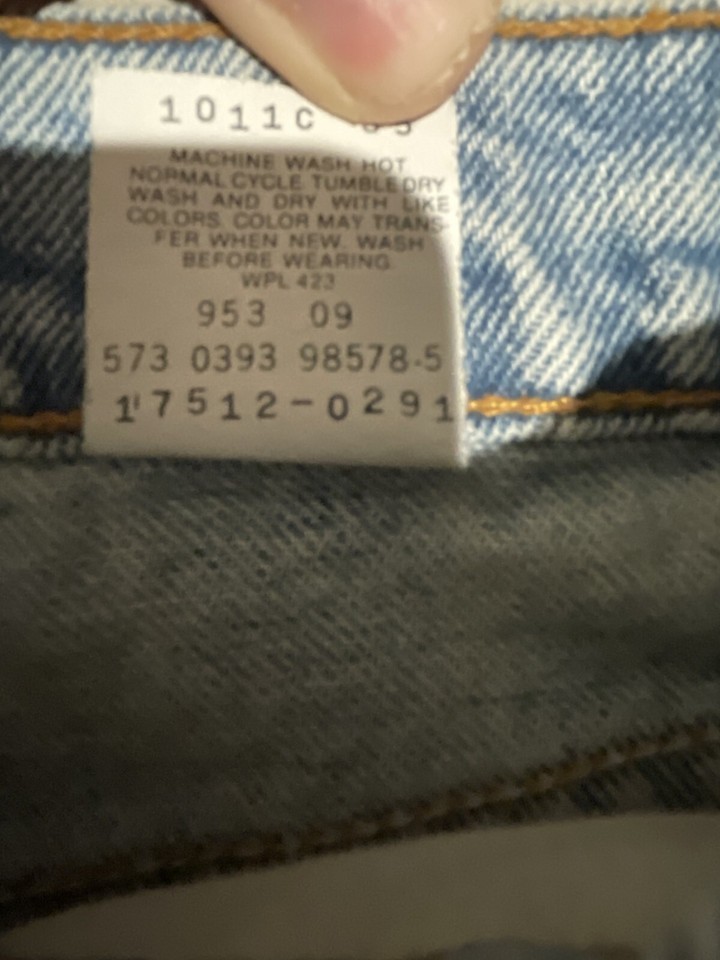 1011C
MACHINE WASH HOT
NORMAL CYCLE TUMBLE DRY
WASH AND DRY WITH LIKE
COLORS. COLOR MAY TRANS-
FER WHEN NEW. WASH
BEFORE WEARING.
WPL 423
953 09
573 0393 98578-5
17512-0291